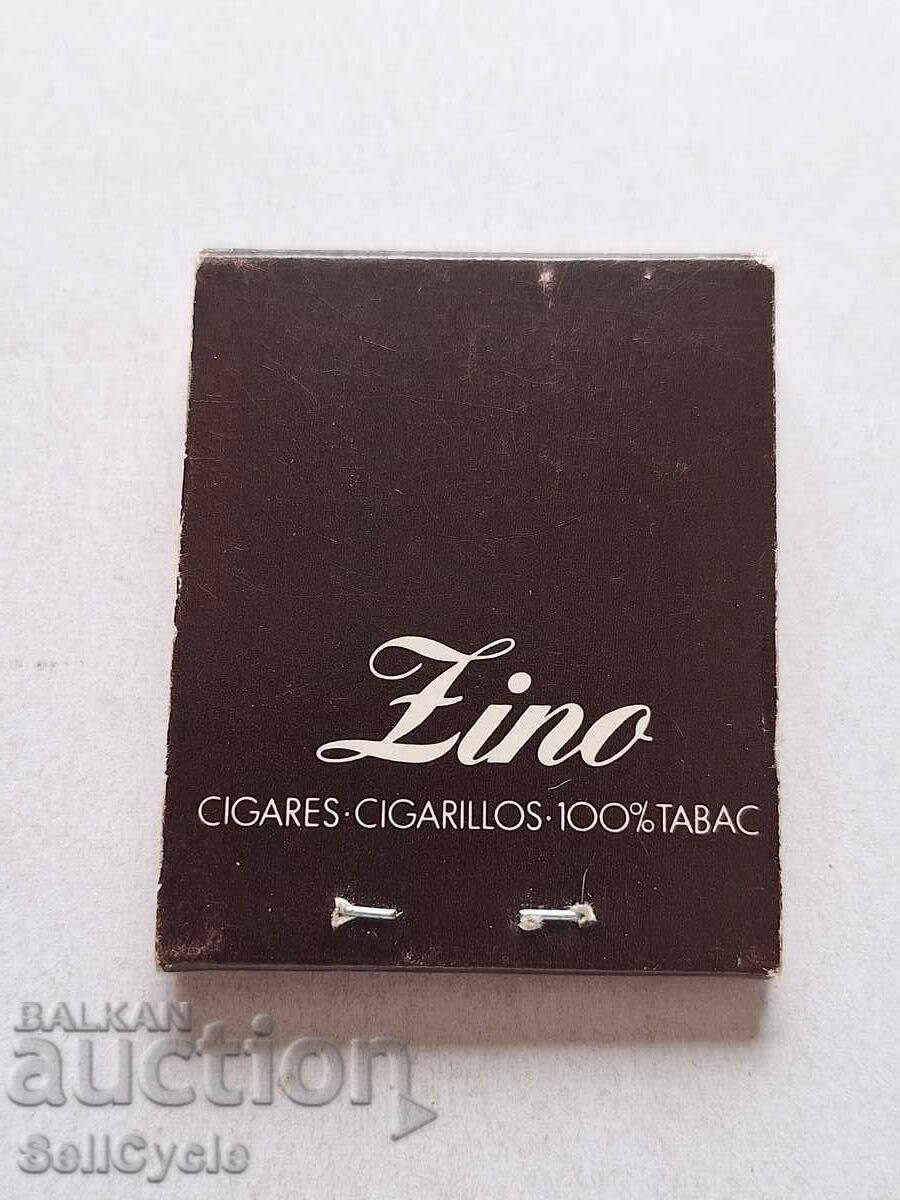 Zino
CIGARES·CIGARILLOS·100% TABAC
BALKAN
auction
SellCycle